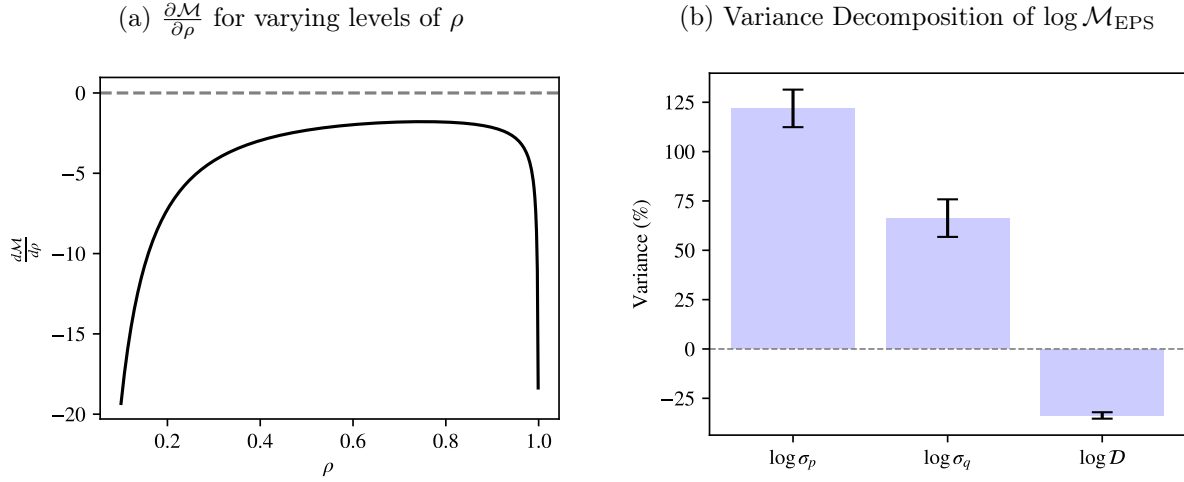 (a) ∂ℳ/∂ρ for varying levels of ρ
0
−5
−10
−15
−20
dℳ/dρ
0.2 0.4 0.6 0.8 1.0
ρ
(b) Variance Decomposition of log ℳ_EPS
125
100
75
50
25
0
−25
Variance (%)
log σ_p log σ_q log 𝒟